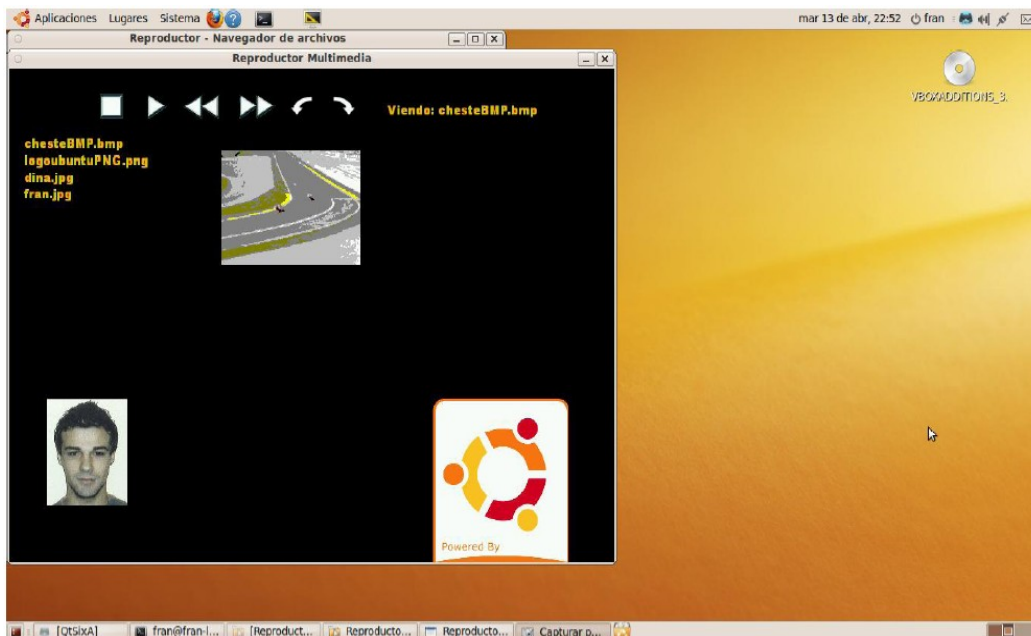 Aplicaciones Lugares Sistema mar 13 de abr, 22:52 fran
Reproductor - Navegador de archivos
Reproductor Multimedia
Viendo: chesteBMP.bmp
chesteBMP.bmp
logoubuntuPNG.png
dina.jpg
fran.jpg
VBOXADDITIONS_3.
Powered By
[QtSixA] fran@fran-l... [Reproduct... Reproducto... Reproducto... Capturar p...